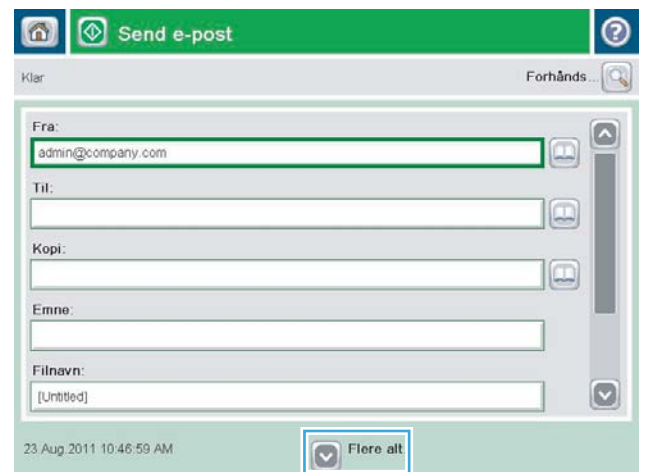 Send e-post
Klar
Forhånds...
Fra:
admin@company.com
Til:
Kopi:
Emne:
Filnavn:
[Untitled]
23 Aug 2011 10:46:59 AM
Flere alt